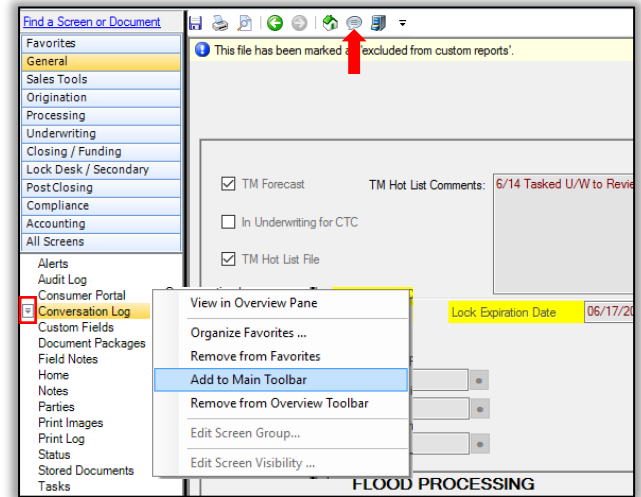 Find a Screen or Document
Favorites
General
Sales Tools
Origination
Processing
Underwriting
Closing / Funding
Lock Desk / Secondary
Post Closing
Compliance
Accounting
All Screens
Alerts
Audit Log
Consumer Portal
Conversation Log
Custom Fields
Document Packages
Field Notes
Home
Notes
Parties
Print Images
Print Log
Status
Stored Documents
Tasks
This file has been marked 'excluded from custom reports'.
TM Forecast
TM Hot List Comments:
6/14 Tasked U/W to Revie
In Underwriting for CTC
TM Hot List File
Lock Expiration Date
06/17/20
View in Overview Pane
Organize Favorites ...
Remove from Favorites
Add to Main Toolbar
Remove from Overview Toolbar
Edit Screen Group...
Edit Screen Visibility ...
FLOOD PROCESSING